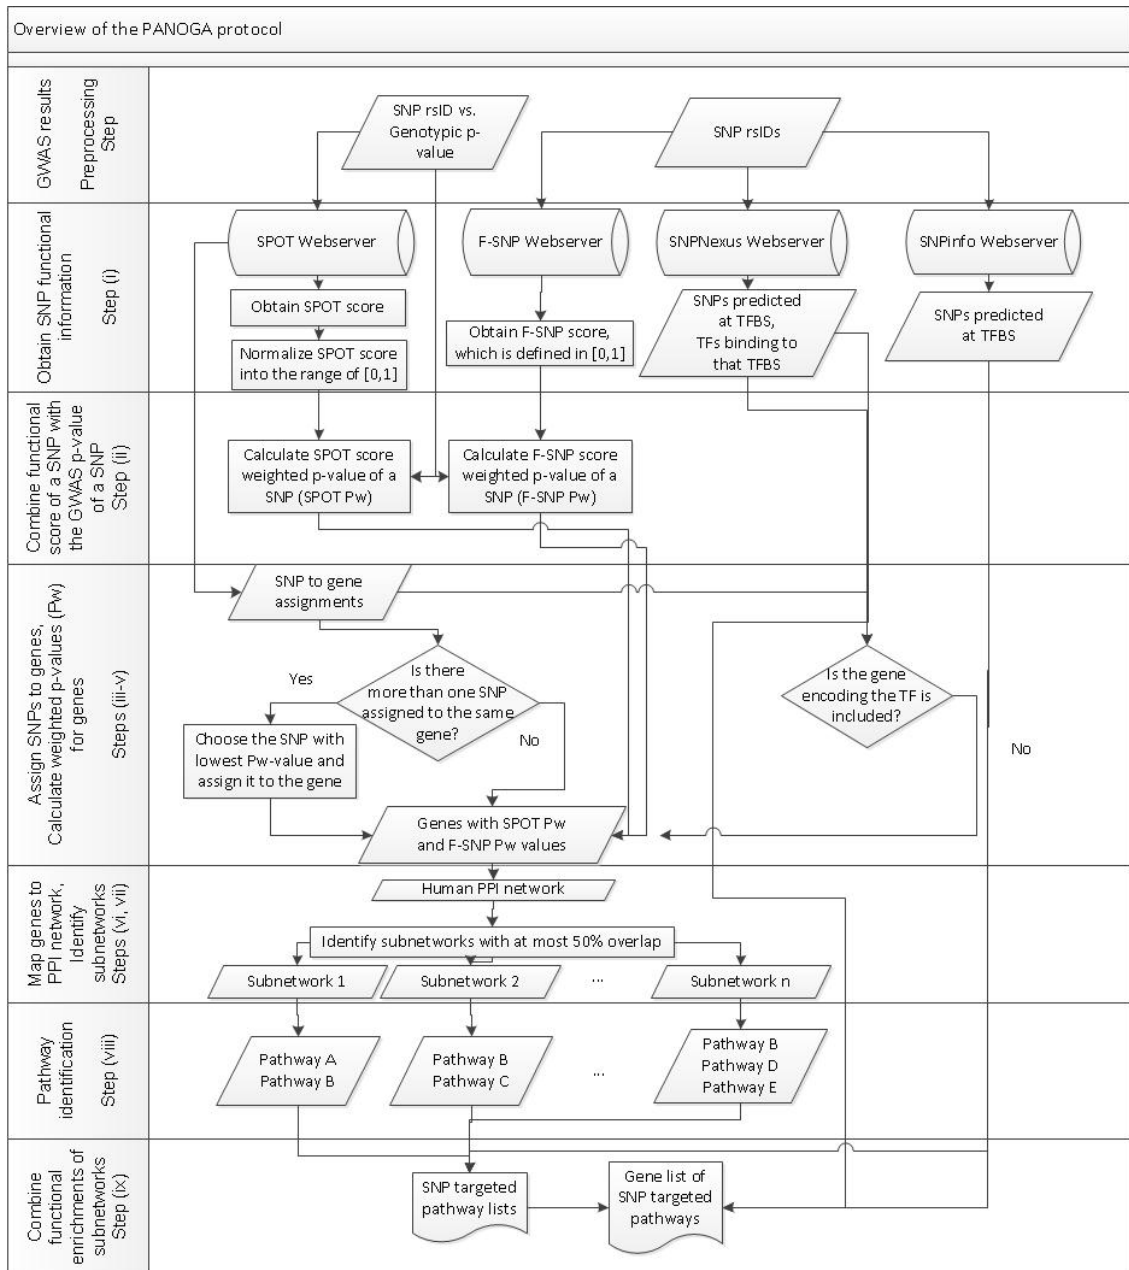 Overview of the PANOGA protocol
GWAS results
Preprocessing
Step
SNP rsID vs.
Genotypic p-
value
SNP rsIDs
Obtain SNP functional
information
Step (i)
SPOT Webserver
F-SNP Webserver
SNPNexus Webserver
SNPinfo Webserver
Obtain SPOT score
Normalize SPOT score
into the range of [0,1]
Obtain F-SNP score,
which is defined in [0,1]
SNPs predicted
at TFBS,
TFs binding to
that TFBS
SNPs predicted
at TFBS
Combine functional
score of a SNP with
the GWAS p-value
of a SNP
Step (ii)
Calculate SPOT score
weighted p-value of a
SNP (SPOT Pw)
Calculate F-SNP score
weighted p-value of a
SNP (F-SNP Pw)
Assign SNPs to genes,
Calculate weighted p-values (Pw)
for genes
Steps (iii-v)
SNP to gene
assignments
Yes
Is there
more than one SNP
assigned to the same
gene?
No
Choose the SNP with
lowest Pw-value and
assign it to the gene
Is the gene
encoding the TF is
included?
No
Genes with SPOT Pw
and F-SNP Pw values
Map genes to
PPI network,
Identify
subnetworks
Steps (vi, vii)
Human PPI network
Identify subnetworks with at most 50% overlap
Subnetwork 1
Subnetwork 2
...
Subnetwork n
Pathway
identification
Step (viii)
Pathway A
Pathway B
Pathway B
Pathway C
...
Pathway B
Pathway D
Pathway E
Combine
functional
enrichments of
subnetworks
Step (ix)
SNP targeted
pathway lists
Gene list of
SNP targeted
pathways